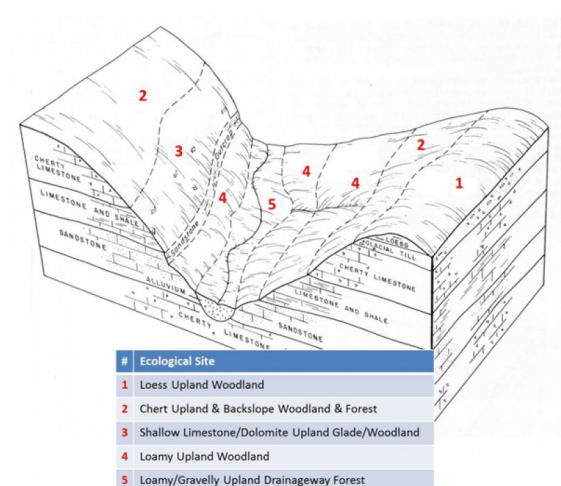 2
3
Sandstone Outcrop
4
4
4
5
2
1
CHERTY
LIMESTONE
LIMESTONE AND SHALE
SANDSTONE
ALLUVIUM
CHERTY
LIMESTONE
SANDSTONE
LIMESTONE AND SHALE
CHERTY LIMESTONE
LOESS
GLACIAL TILL
# Ecological Site
1 Loess Upland Woodland
2 Chert Upland & Backslope Woodland & Forest
3 Shallow Limestone/Dolomite Upland Glade/Woodland
4 Loamy Upland Woodland
5 Loamy/Gravelly Upland Drainageway Forest